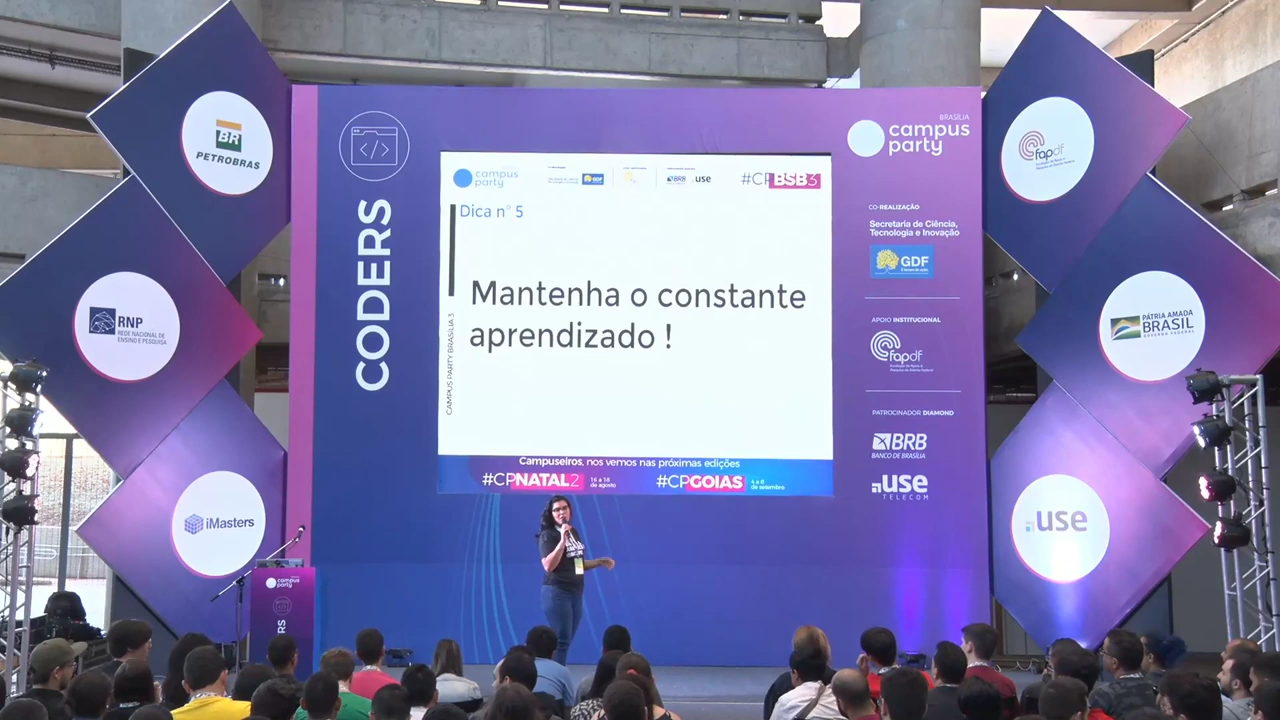 BR
PETROBRAS
RNP
REDE NACIONAL DE
ENSINO E PESQUISA
iMasters
CODERS
campus
party
GDF
BRB
use
#CPBSB3
Dica n° 5
Mantenha o constante
aprendizado !
CAMPUS PARTY BRASÍLIA 3
Campuseiros, nos vemos nas próximas edições
#CPNATAL2
16 a 18
de agosto
#CPGOIAS
4 a 8
de setembro
BRASÍLIA
campus
party
CO-REALIZAÇÃO
Secretaria de Ciência,
Tecnologia e Inovação
GDF
APOIO INSTITUCIONAL
fapdf
PATROCINADOR DIAMOND
BRB
BANCO DE BRASÍLIA
use
TELECOM
fapdf
PÁTRIA AMADA
BRASIL
GOVERNO FEDERAL
use
campus
party